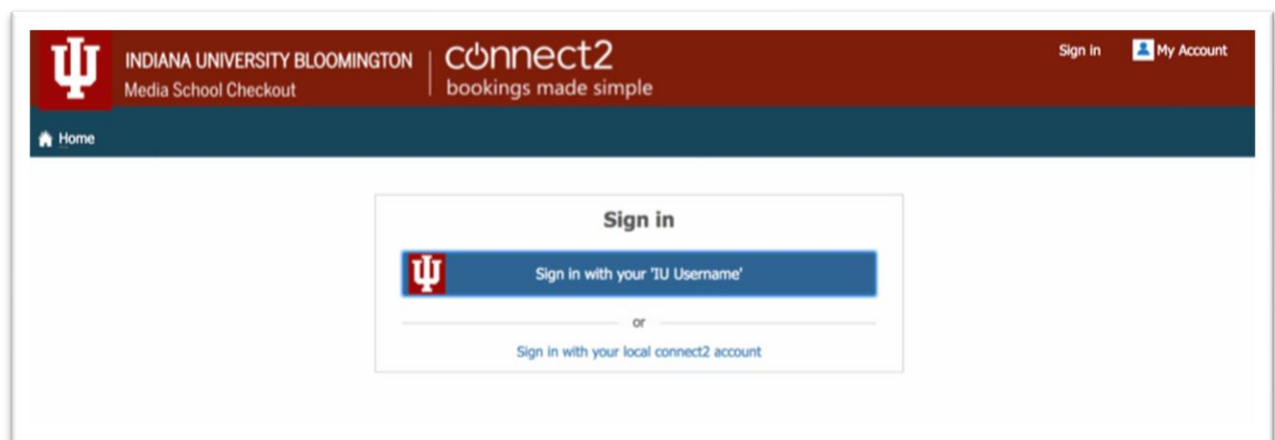 INDIANA UNIVERSITY BLOOMINGTON
Media School Checkout
connect2
bookings made simple
Sign in
My Account
Home
Sign in
Sign in with your 'IU Username'
or
Sign in with your local connect2 account